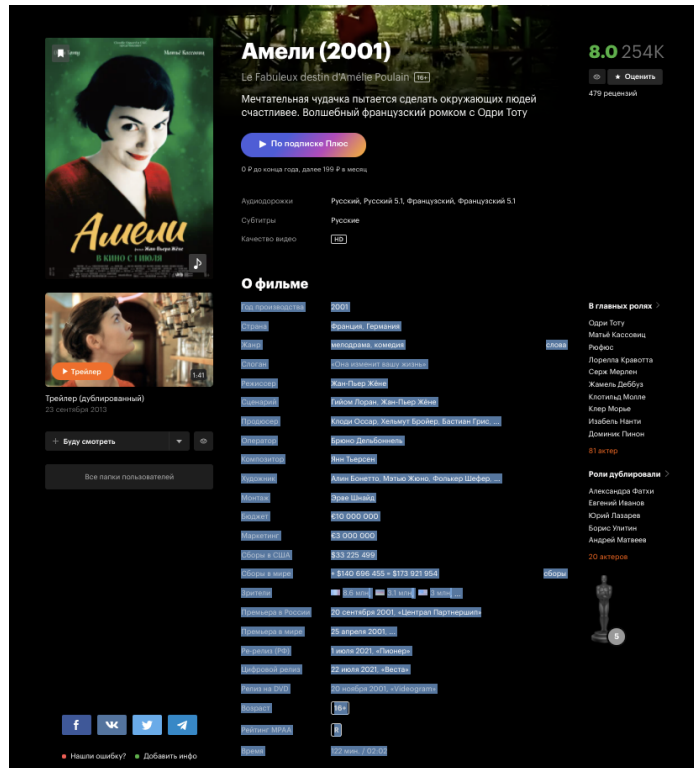 Амели (2001)
Le Fabuleux destin d'Amélie Poulain 16+
Мечтательная чудачка пытается сделать окружающих людей
счастливее. Волшебный французский ромком с Одри Тоту
По подписке Плюс
0 ₽ до конца года, далее 199 ₽ в месяц
Аудиодорожки Русский, Русский 5.1, Французский, Французский 5.1
Субтитры Русские
Качество видео HD
8.0 254K
Оценить
479 рецензий
Матьё Кассовиц
Амели
фильм Жан-Пьера Жёне
В КИНО С 1 ИЮЛЯ
Трейлер
1:41
Трейлер (дублированный)
23 сентября 2013
Буду смотреть
Все папки пользователей
О фильме
Год производства 2001
Страна Франция, Германия
Жанр мелодрама, комедия слова
Слоган «Она изменит вашу жизнь»
Режиссер Жан-Пьер Жёне
Сценарий Гийом Лоран, Жан-Пьер Жёне
Продюсер Клоди Оссар, Хельмут Бройер, Бастиан Грис, ...
Оператор Брюно Дельбоннель
Композитор Янн Тьерсен
Художник Алин Бонетто, Мэтью Жюно, Фолькер Шефер, ...
Монтаж Эрве Шнайд
Бюджет €10 000 000
Маркетинг €3 000 000
Сборы в США $33 225 499
Сборы в мире + $140 696 455 = $173 921 954 сборы
Зрители 8.6 млн, 3.1 млн, 3 млн, ...
Премьера в России 20 сентября 2001, «Централ Партнершип»
Премьера в мире 25 апреля 2001, ...
Ре-релиз (РФ) 1 июля 2021, «Пионер»
Цифровой релиз 22 июля 2021, «Веста»
Релиз на DVD 20 ноября 2001, «Videogram»
Возраст 16+
Рейтинг MPAA R
Время 122 мин. / 02:02
В главных ролях
Одри Тоту
Матьё Кассовиц
Рюфюс
Лорелла Кравотта
Серж Мерлен
Жамель Деббуз
Клотильд Молле
Клер Морье
Изабель Нанти
Доминик Пинон
81 актер
Роли дублировали
Александра Фатхи
Евгений Иванов
Юрий Лазарев
Борис Улитин
Андрей Матвеев
20 актеров
5
Нашли ошибку? Добавить инфо